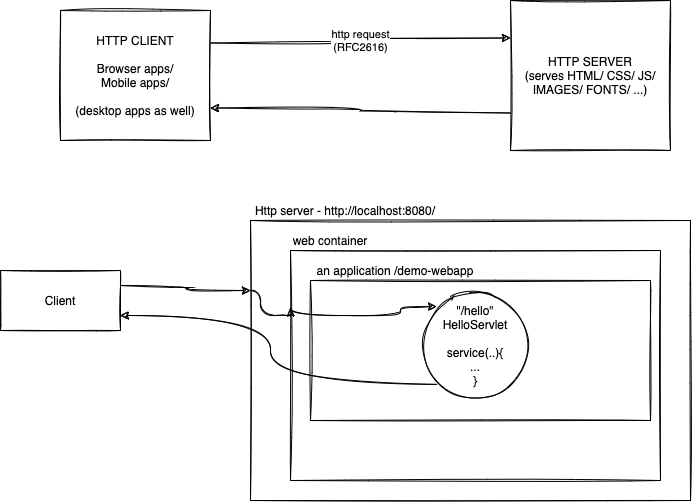 HTTP CLIENT
Browser apps/
Mobile apps/
(desktop apps as well)
http request
(RFC2616)
HTTP SERVER
(serves HTML/ CSS/ JS/
IMAGES/ FONTS/ ...)
Http server - http://localhost:8080/
web container
an application /demo-webapp
Client
"/hello"
HelloServlet
service(..){
...
}